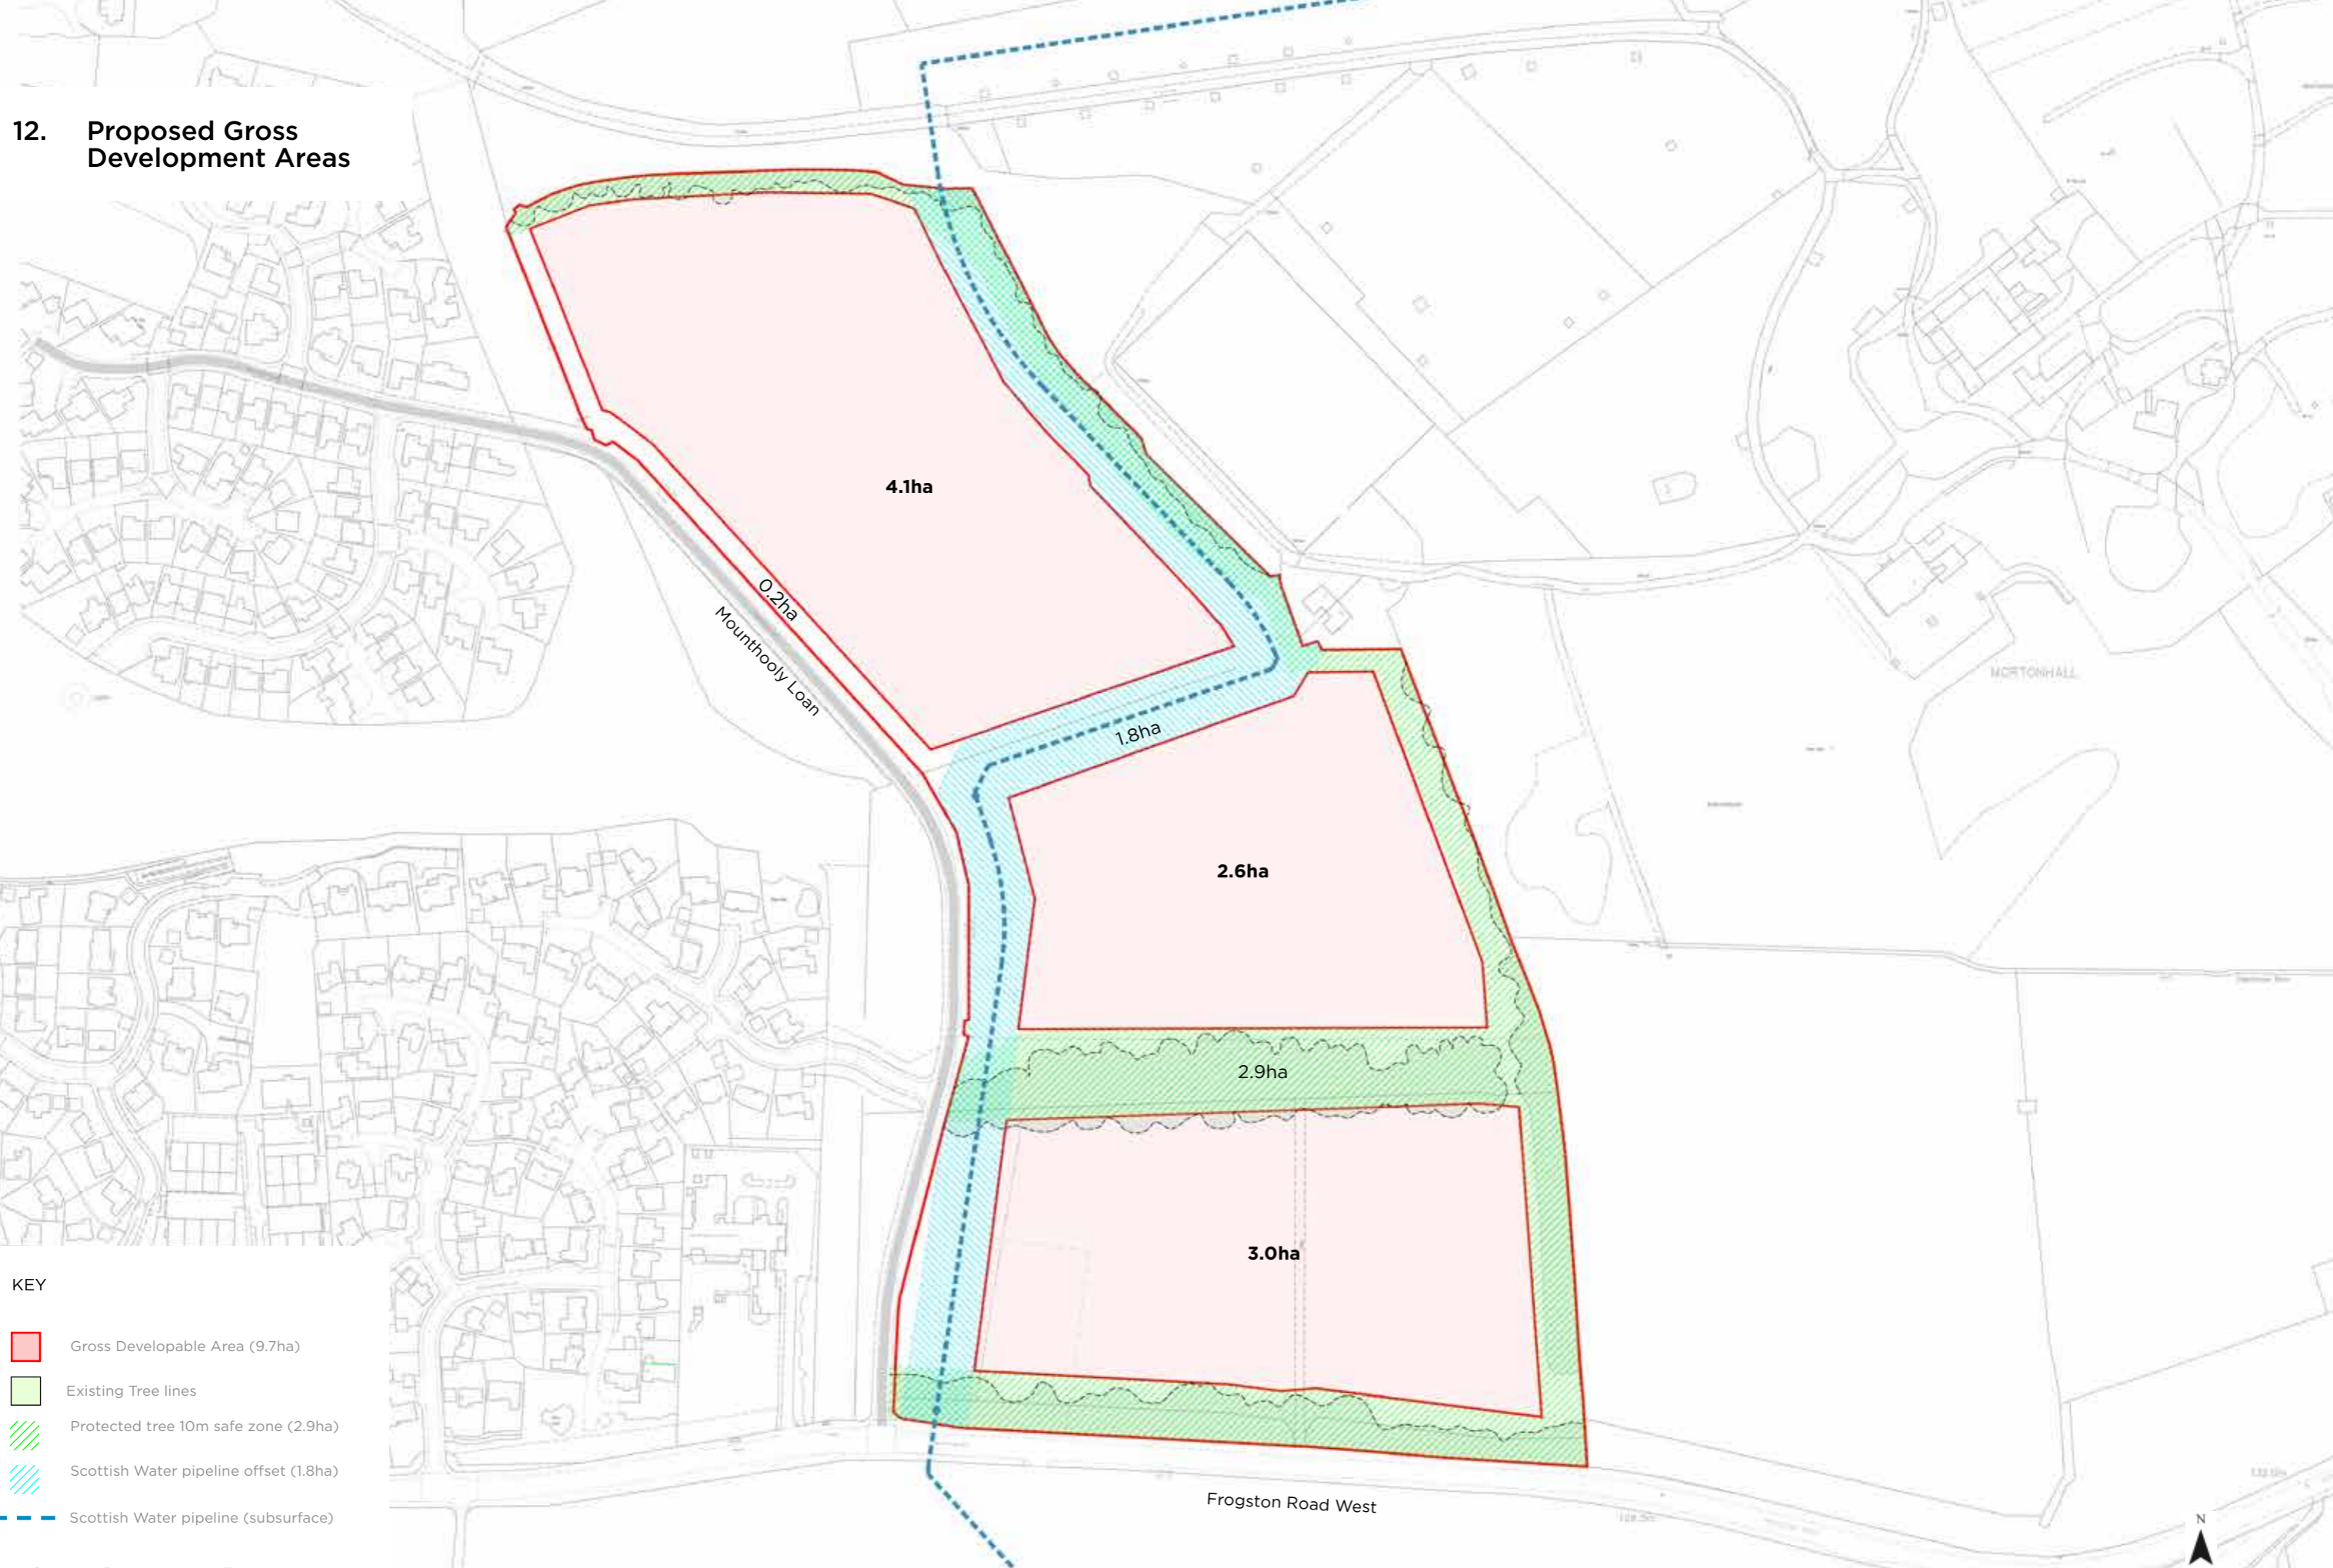 12. Proposed Gross
Development Areas
4.1ha
0.2ha
Mounthooly Loan
1.8ha
MORTONHALL
2.6ha
2.9ha
3.0ha
Frogston Road West
N
KEY
Gross Developable Area (9.7ha)
Existing Tree lines
Protected tree 10m safe zone (2.9ha)
Scottish Water pipeline offset (1.8ha)
Scottish Water pipeline (subsurface)